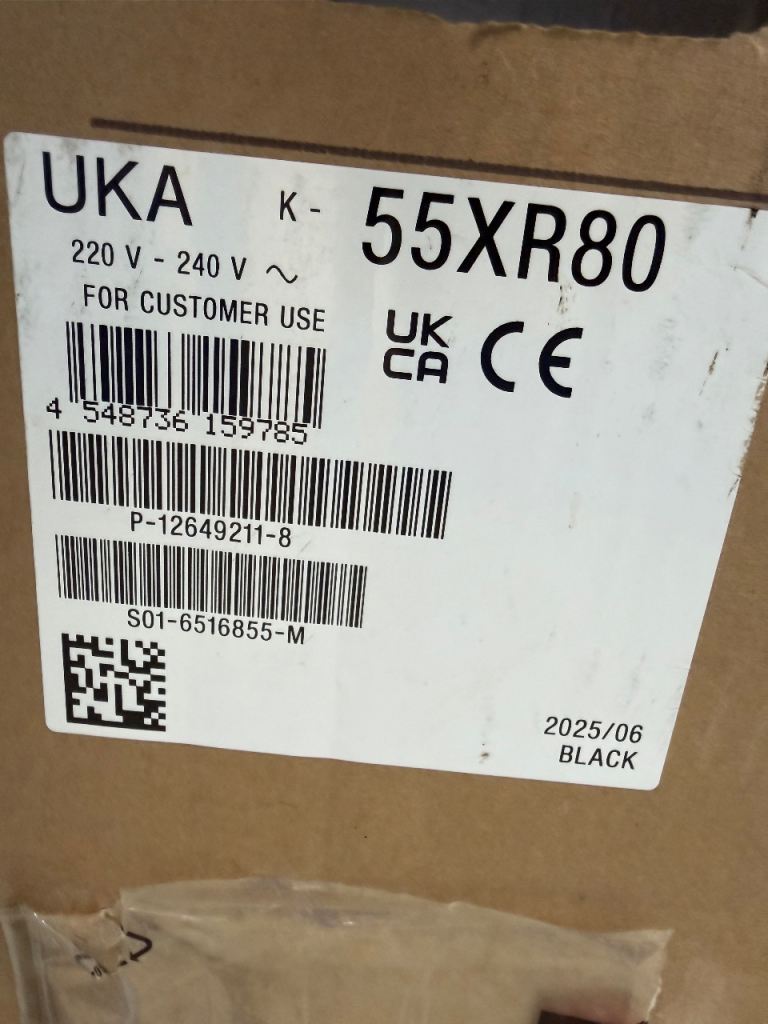 UKA K- 55XR80
220 V - 240 V ~
FOR CUSTOMER USE
UK
CA CE
4 548736 159785
P-12649211-8
S01-6516855-M
2025/06
BLACK